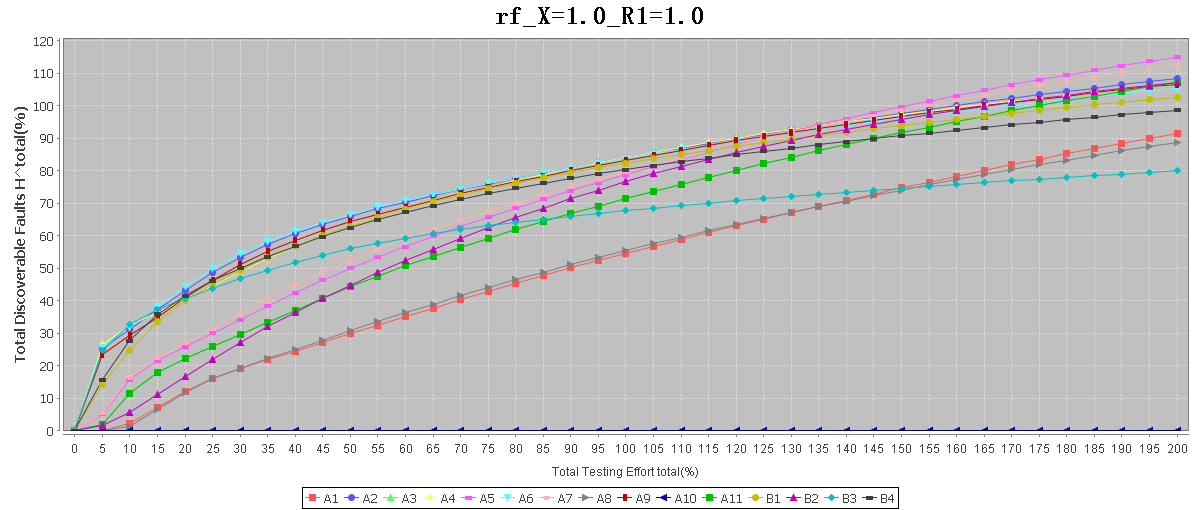 rf_X=1.0_R1=1.0
Total Discoverable Faults H^total(%)
120
110
100
90
80
70
60
50
40
30
20
10
0
0 5 10 15 20 25 30 35 40 45 50 55 60 65 70 75 80 85 90 95 100 105 110 115 120 125 130 135 140 145 150 155 160 165 170 175 180 185 190 195 200
Total Testing Effort total(%)
A1 A2 A3 A4 A5 A6 A7 A8 A9 A10 A11 B1 B2 B3 B4